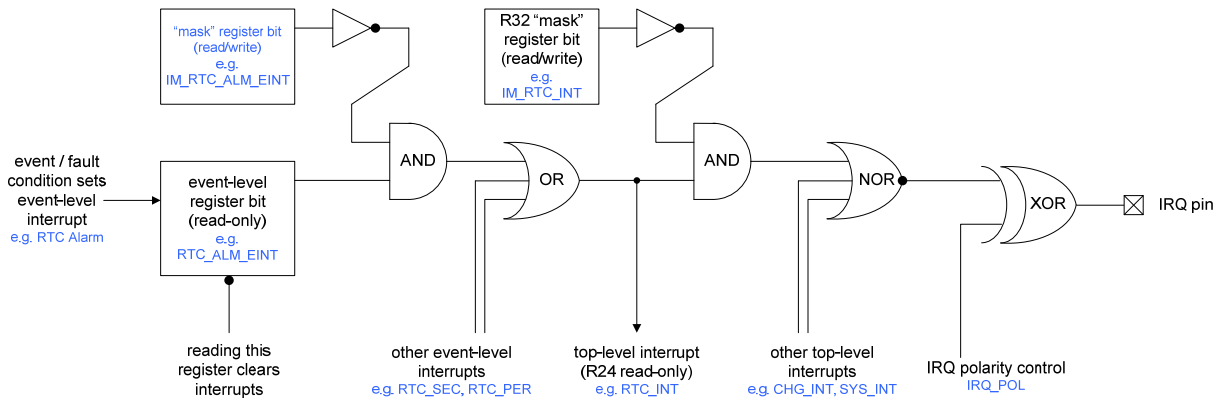 “mask” register bit
(read/write)
e.g.
IM_RTC_ALM_EINT
R32 “mask”
register bit
(read/write)
e.g.
IM_RTC_INT
event / fault
condition sets
event-level
interrupt
e.g. RTC Alarm
event-level
register bit
(read-only)
e.g.
RTC_ALM_EINT
AND
OR
AND
NOR
XOR
IRQ pin
reading this
register clears
interrupts
other event-level
interrupts
e.g. RTC_SEC, RTC_PER
top-level interrupt
(R24 read-only)
e.g. RTC_INT
other top-level
interrupts
e.g. CHG_INT, SYS_INT
IRQ polarity control
IRQ_POL